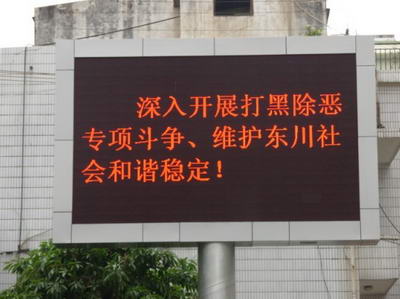 深入开展打黑除恶
专项斗争、维护东川社
会和谐稳定！